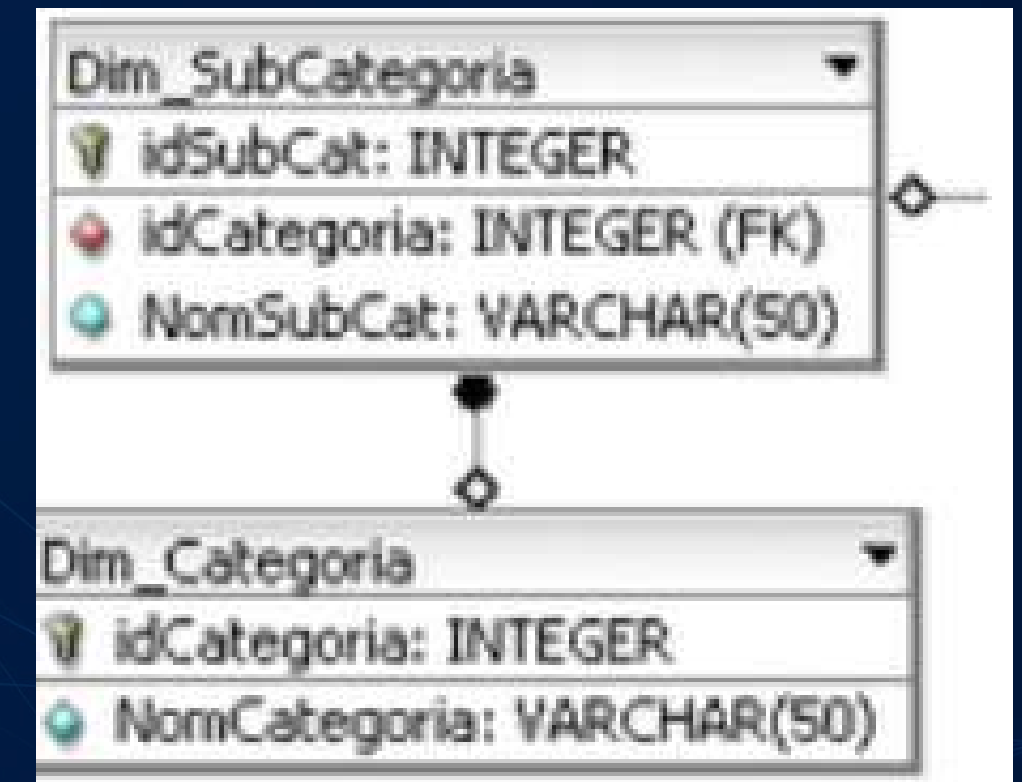 Dim_SubCategoria
idSubCat: INTEGER
idCategoria: INTEGER (FK)
NomSubCat: VARCHAR(50)
Dim_Categoria
idCategoria: INTEGER
NomCategoria: VARCHAR(50)